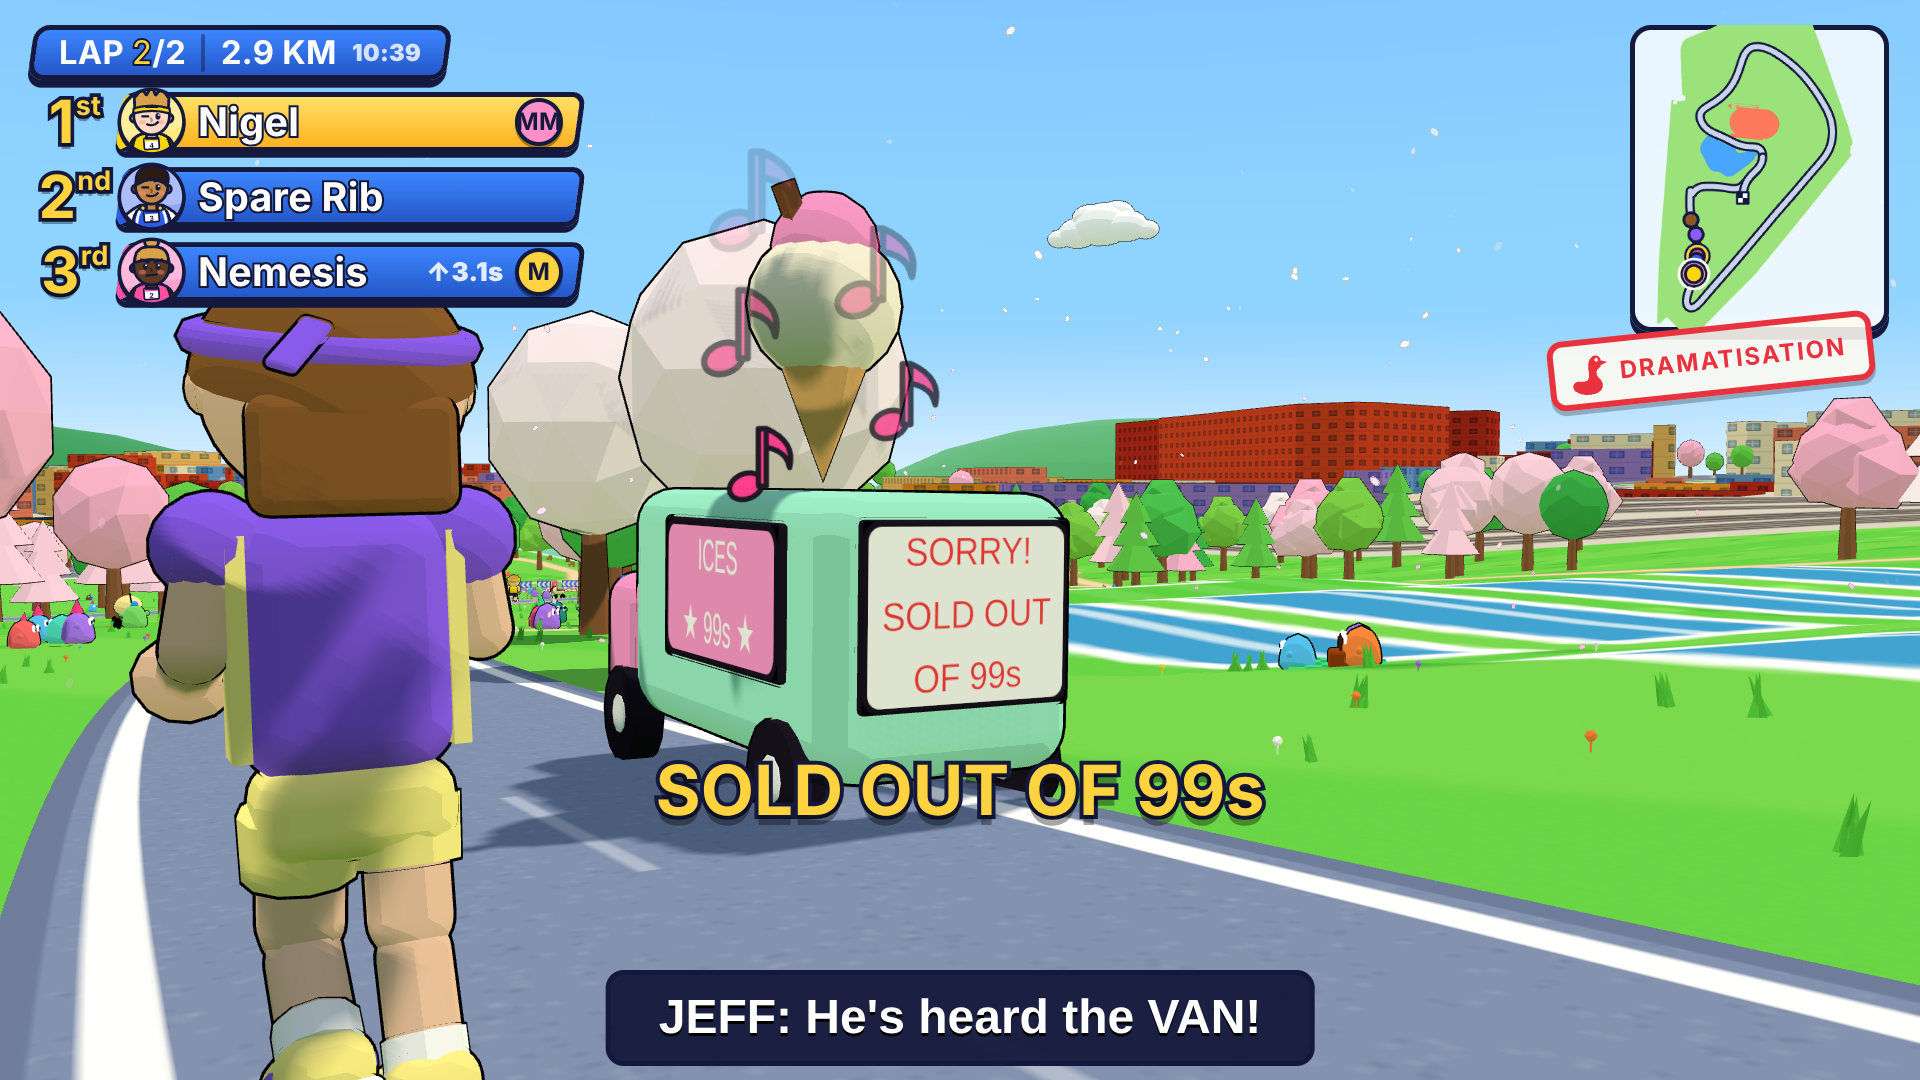 LAP 2/2 2.9 KM 10:39
1st Nigel MM
2nd Spare Rib
3rd Nemesis ↑3.1s M
DRAMATISATION
ICES
★ 99s ★
SORRY!
SOLD OUT
OF 99s
SOLD OUT OF 99s
JEFF: He's heard the VAN!